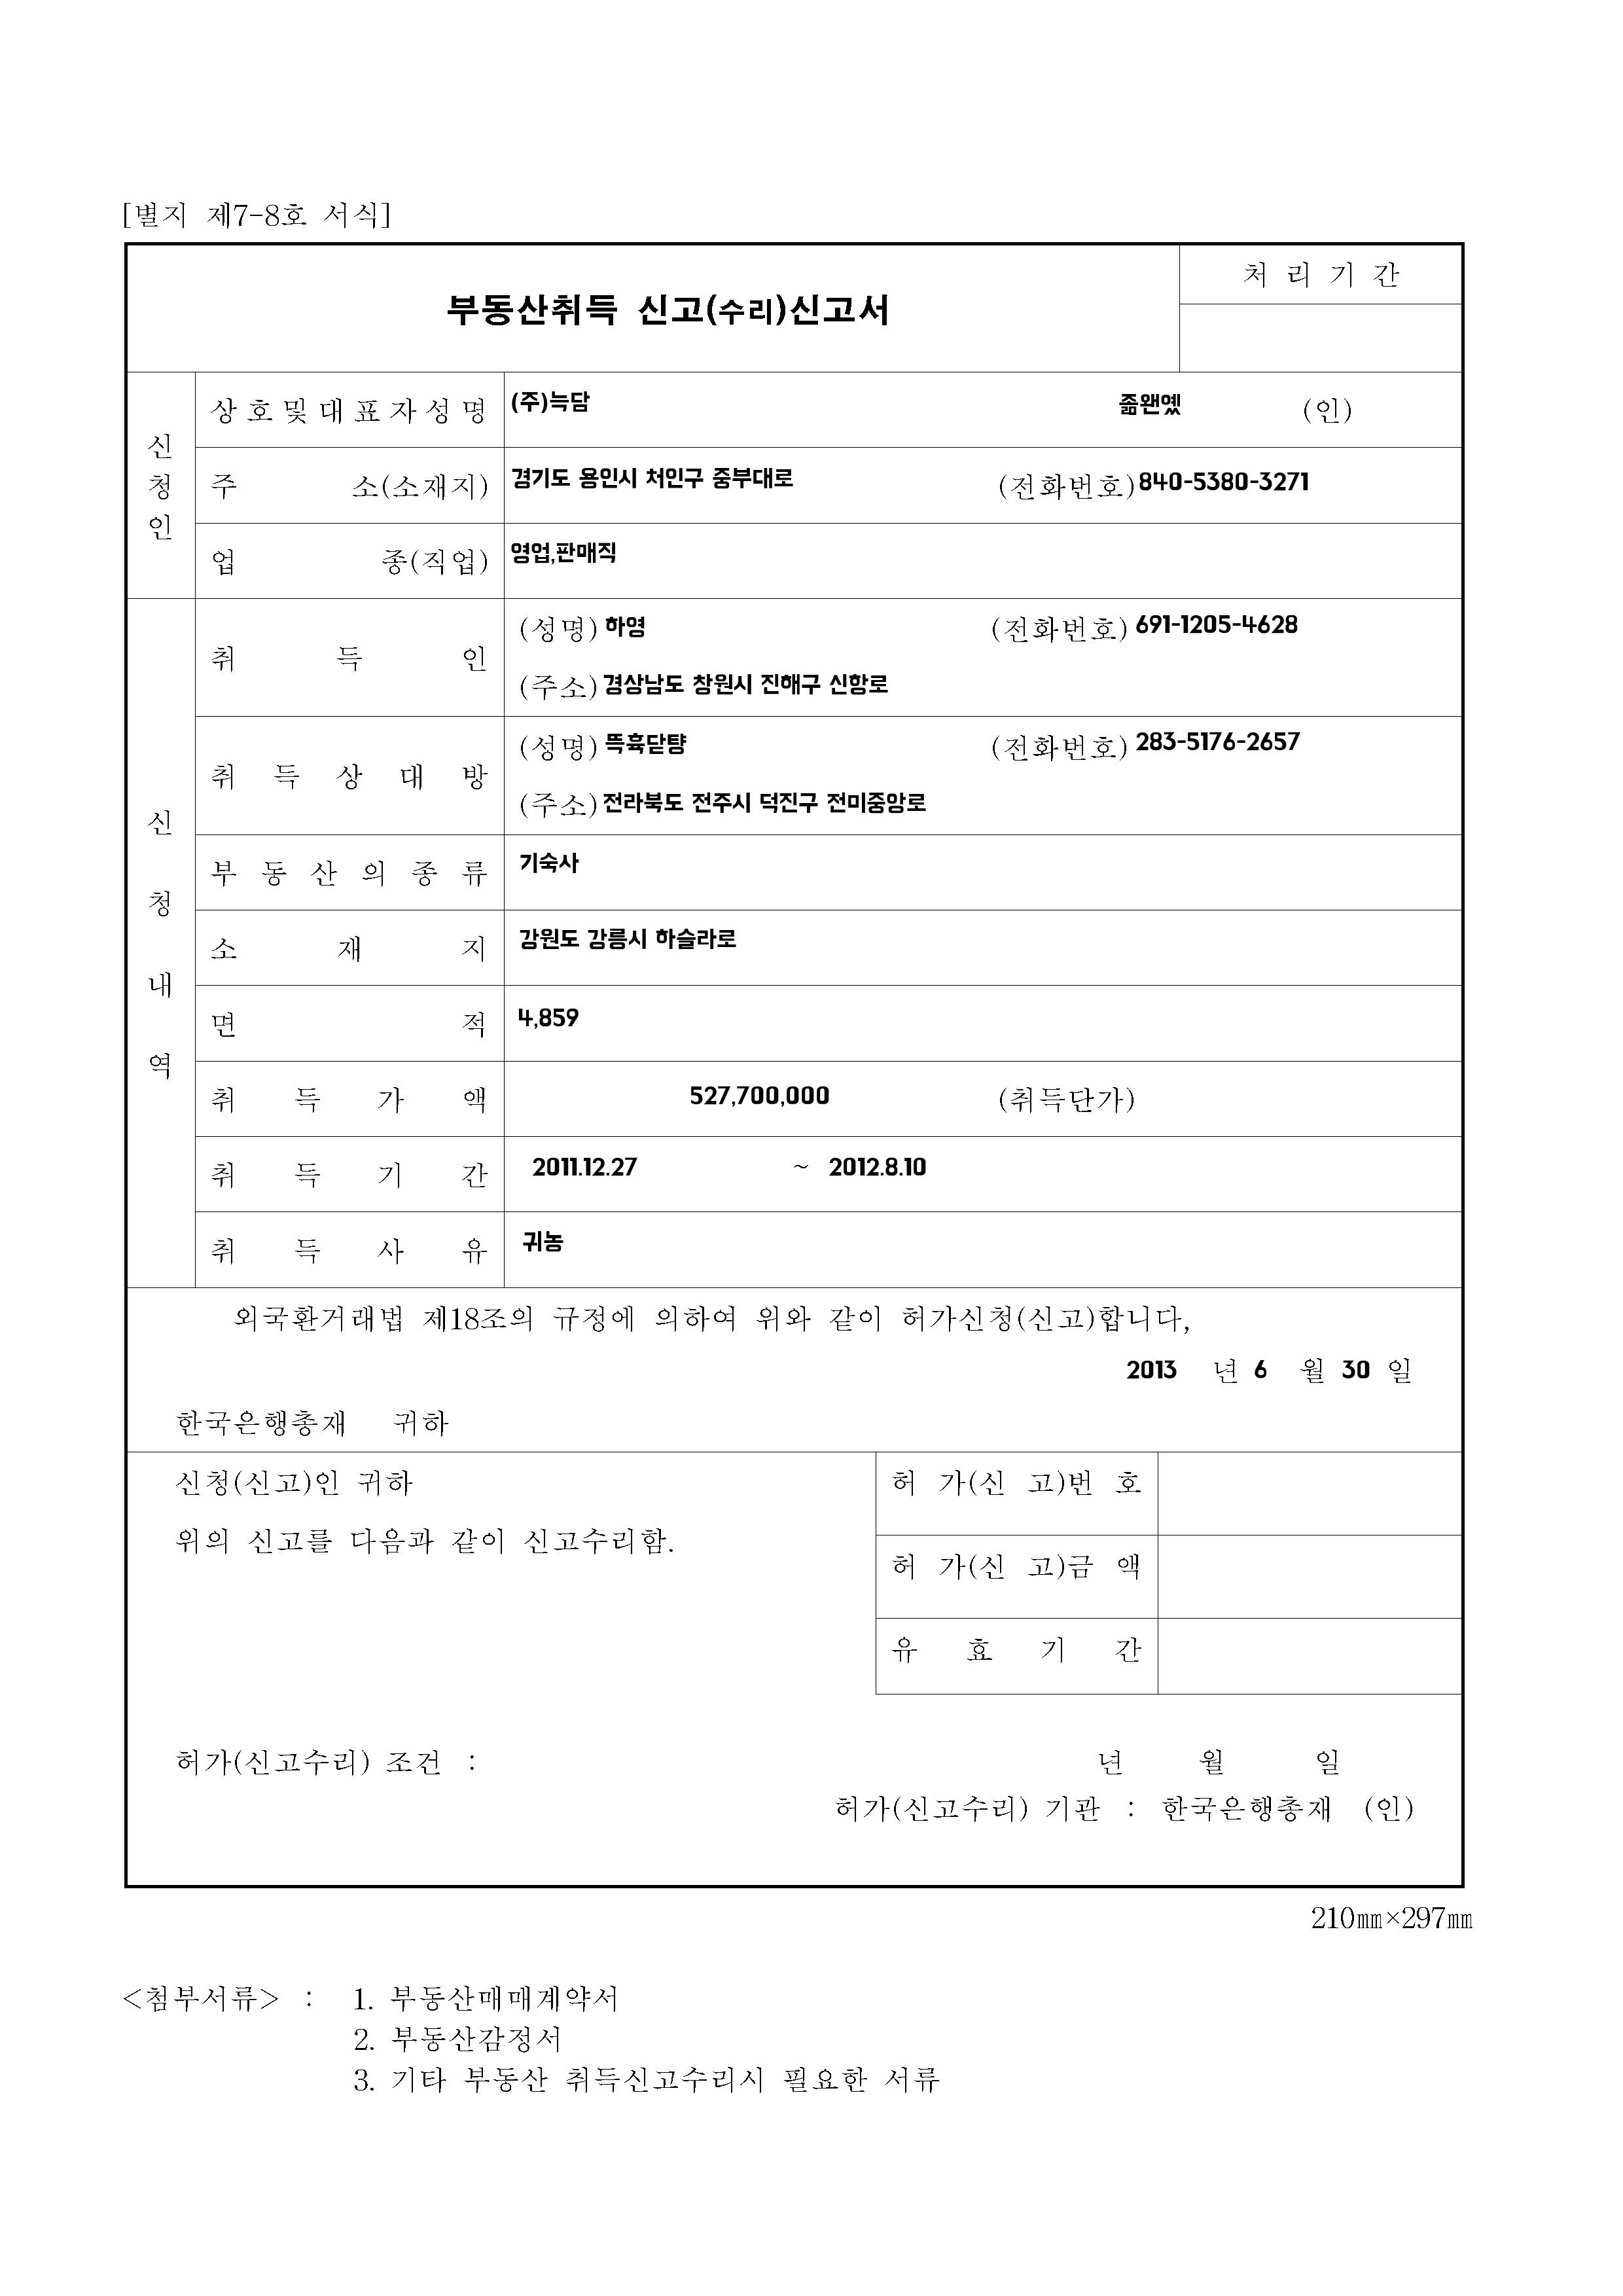 [별지 제7-8호 서식]
부동산취득 신고(수리)신고서
처 리 기 간
신청인
상호및대표자성명 (주)늑담 (인)
주 소(소재지) 경기도 용인시 처인구 중부대로 (전화번호) 840-5380-3271
업 종(직업) 영업,판매직
신청내역
취 득 인 (성명) 하영 (전화번호) 691-1205-4628
(주소) 경상남도 창원시 진해구 신항로
취 득 상 대 방 (성명) (전화번호) 283-5176-2657
(주소) 전라북도 전주시 덕진구 전미중앙로
부 동 산 의 종 류 기숙사
소 재 지 강원도 강릉시 하슬라로
면 적 4,859
취 득 가 액 527,700,000 (취득단가)
취 득 기 간 2011.12.27 ~ 2012.8.10
취 득 사 유 귀농
외국환거래법 제18조의 규정에 의하여 위와 같이 허가신청(신고)합니다,
2013 년 6 월 30 일
한국은행총재 귀하
신청(신고)인 귀하
위의 신고를 다음과 같이 신고수리함.
허 가(신 고)번 호
허 가(신 고)금 액
유 효 기 간
허가(신고수리) 조건 :
년 월 일
허가(신고수리) 기관 : 한국은행총재 (인)
210㎜×297㎜
<첨부서류> : 1. 부동산매매계약서
2. 부동산감정서
3. 기타 부동산 취득신고수리시 필요한 서류